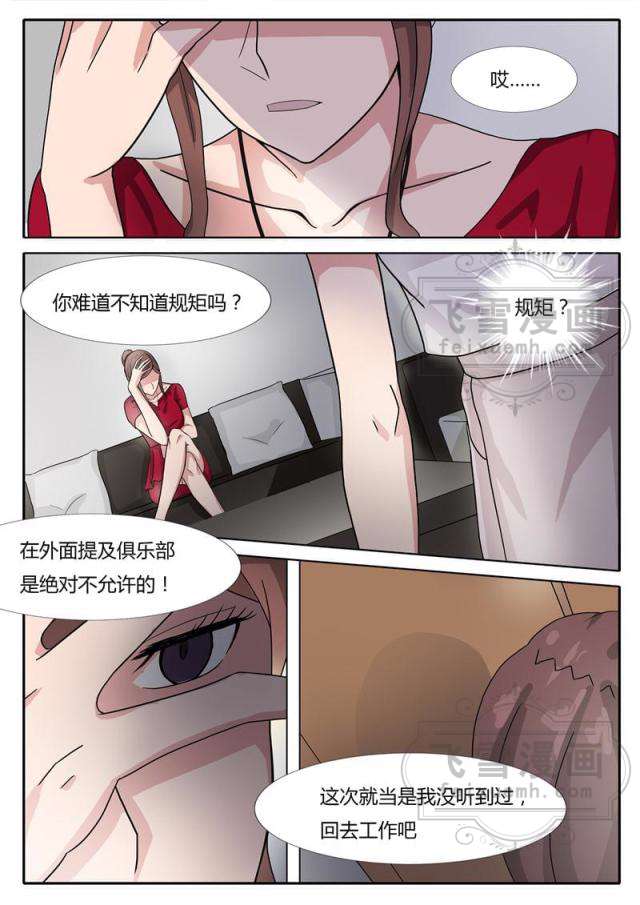 哎……
你难道不知道规矩吗？
规矩？
飞雪漫画
feixuemh.com
在外面提及俱乐部
是绝对不允许的！
这次就当是我没听到过，
回去工作吧
飞雪漫画
feixuemh.com